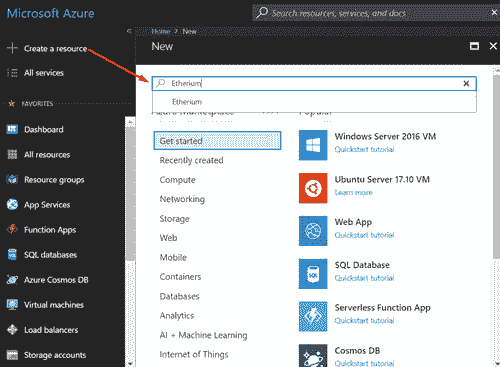 Microsoft Azure
Search resources, services, and docs
Create a resource
All services
FAVORITES
Dashboard
All resources
Resource groups
App Services
Function Apps
SQL databases
Azure Cosmos DB
Virtual machines
Load balancers
Storage accounts
Home > New
New
Etherium
Etherium
Azure Marketplace
Popular
Get started
Recently created
Compute
Networking
Storage
Web
Mobile
Containers
Databases
Analytics
AI + Machine Learning
Internet of Things
Windows Server 2016 VM
Quickstart tutorial
Ubuntu Server 17.10 VM
Learn more
Web App
Quickstart tutorial
SQL Database
Quickstart tutorial
Serverless Function App
Quickstart tutorial
Cosmos DB
Quickstart tutorial